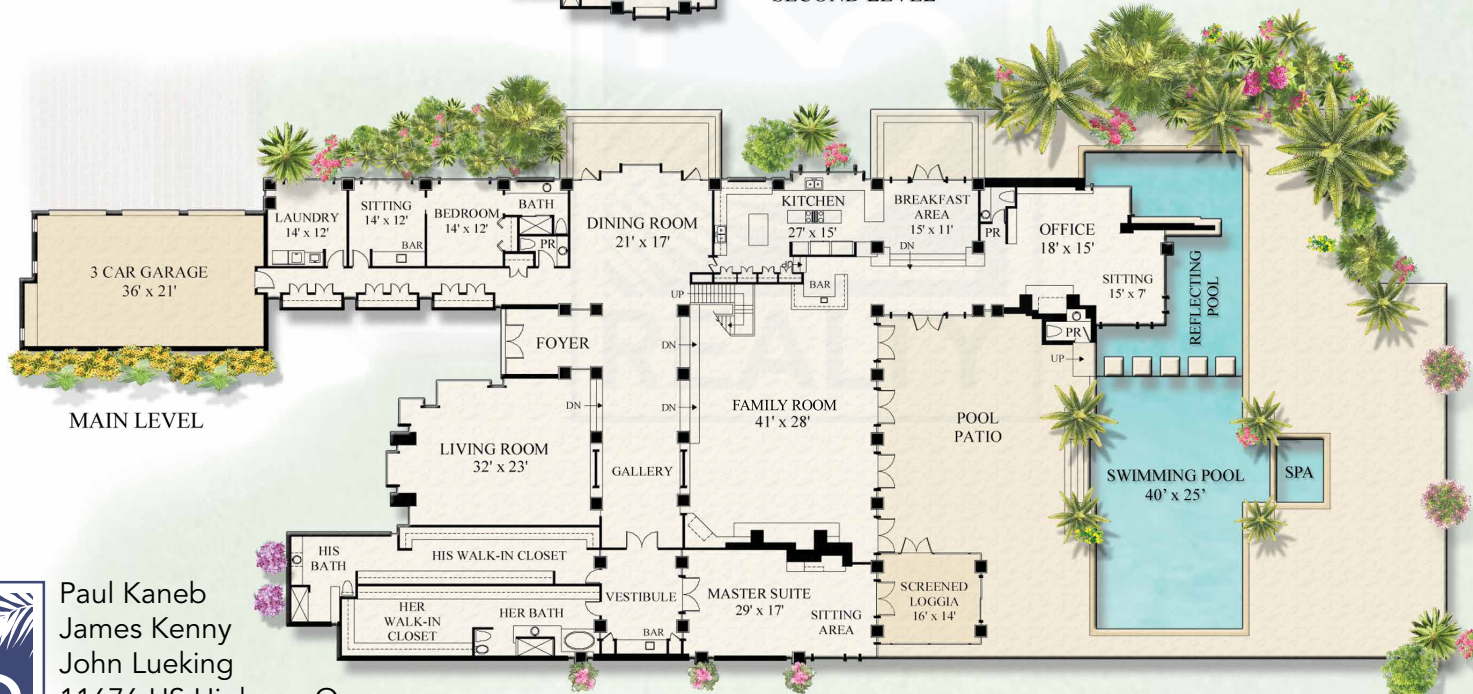 SECOND LEVEL
LAUNDRY
14' x 12'
SITTING
14' x 12'
BAR
BEDROOM
14' x 12'
BATH
PR
DINING ROOM
21' x 17'
KITCHEN
27' x 15'
UP
BAR
BREAKFAST
AREA
15' x 11'
DN
PR
OFFICE
18' x 15'
SITTING
15' x 7'
REFLECTING
POOL
3 CAR GARAGE
36' x 21'
MAIN LEVEL
UP
FOYER
DN
DN
DN
PR
UP
LIVING ROOM
32' x 23'
GALLERY
FAMILY ROOM
41' x 28'
POOL
PATIO
SWIMMING POOL
40' x 25'
SPA
HIS
BATH
HIS WALK-IN CLOSET
HER
WALK-IN
CLOSET
HER BATH
VESTIBULE
BAR
MASTER SUITE
29' x 17'
SITTING
AREA
SCREENED
LOGGIA
16' x 14'
Paul Kaneb
James Kenny
John Lueking
REALTY